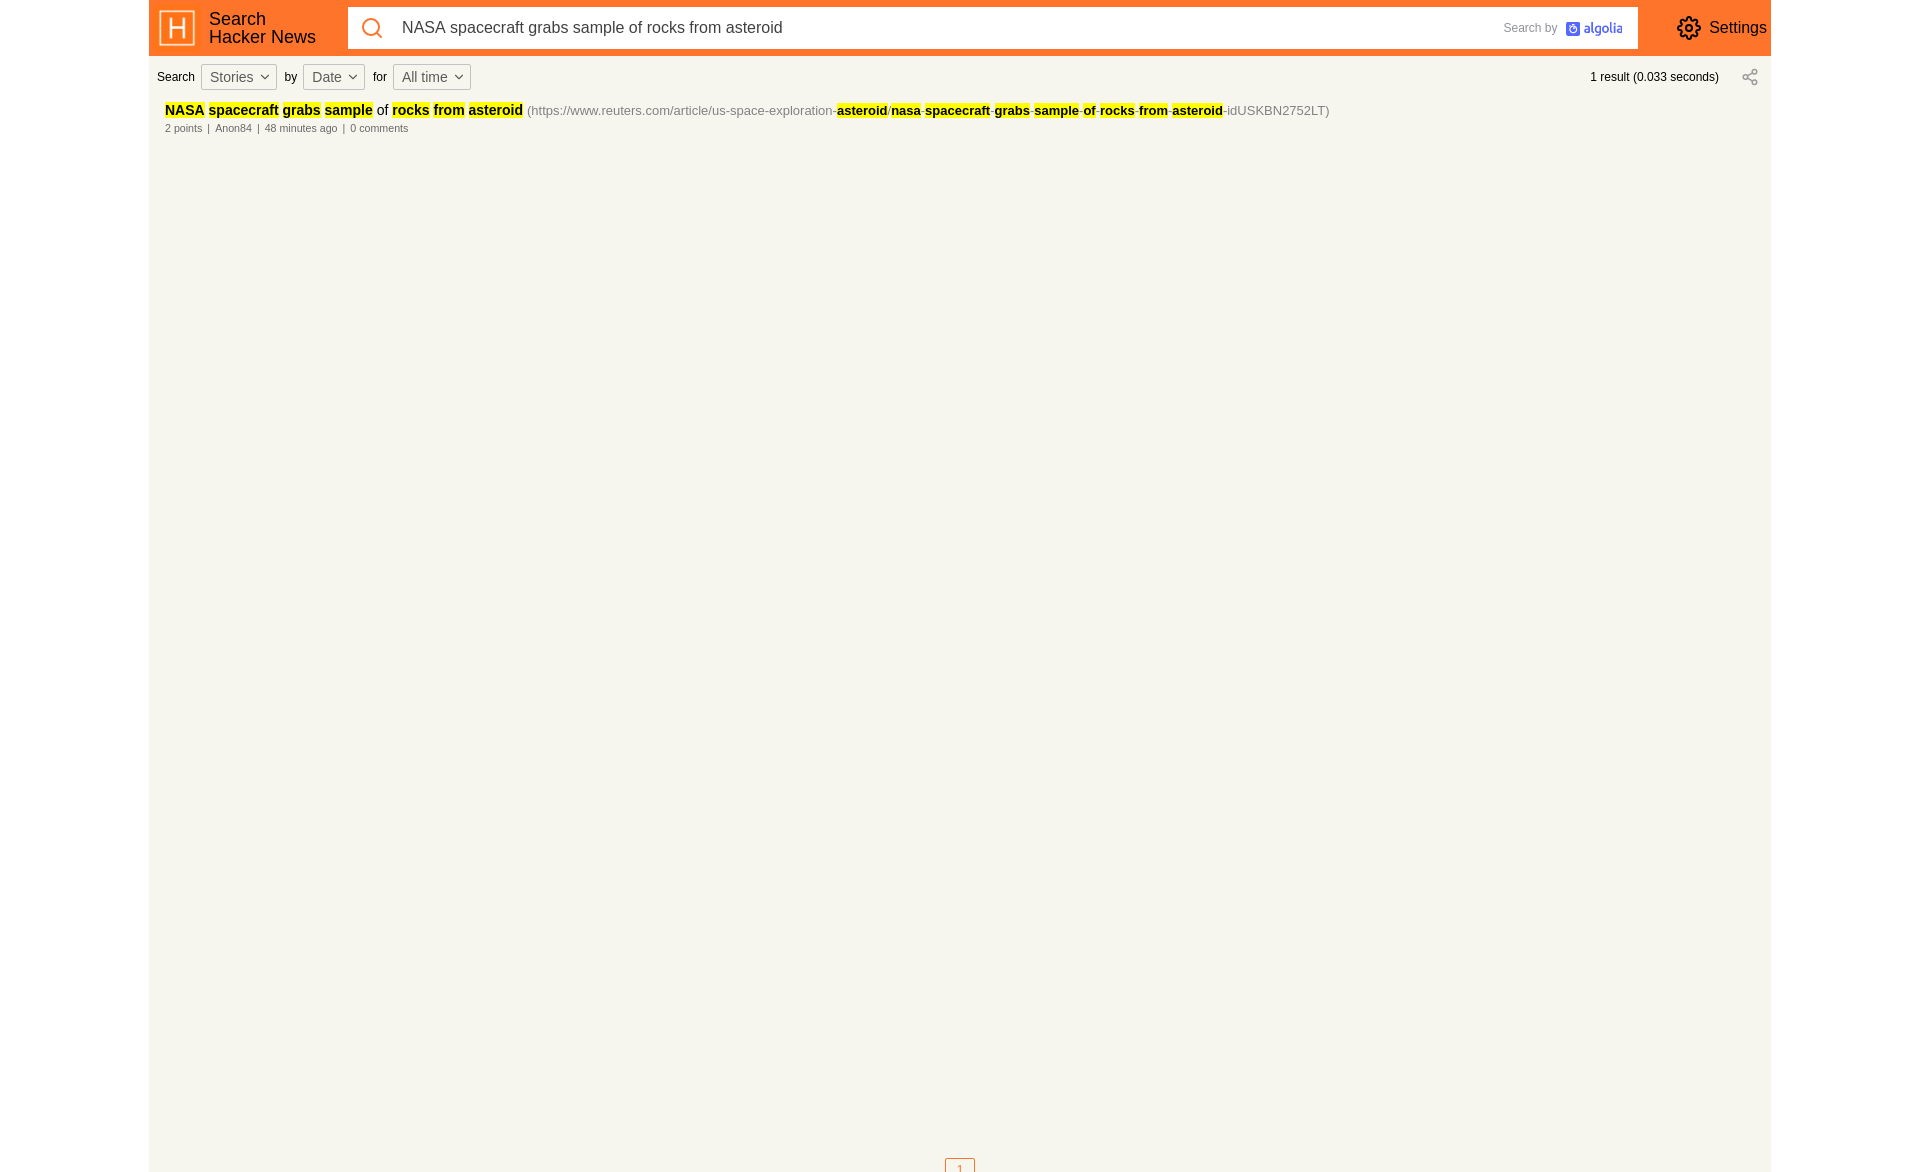 H
Search
Hacker News
NASA spacecraft grabs sample of rocks from asteroid
Search by algolia
Settings
Search Stories by Date for All time
1 result (0.033 seconds)
NASA spacecraft grabs sample of rocks from asteroid (https://www.reuters.com/article/us-space-exploration-asteroid/nasa-spacecraft-grabs-sample-of-rocks-from-asteroid-idUSKBN2752LT)
2 points | Anon84 | 48 minutes ago | 0 comments
1